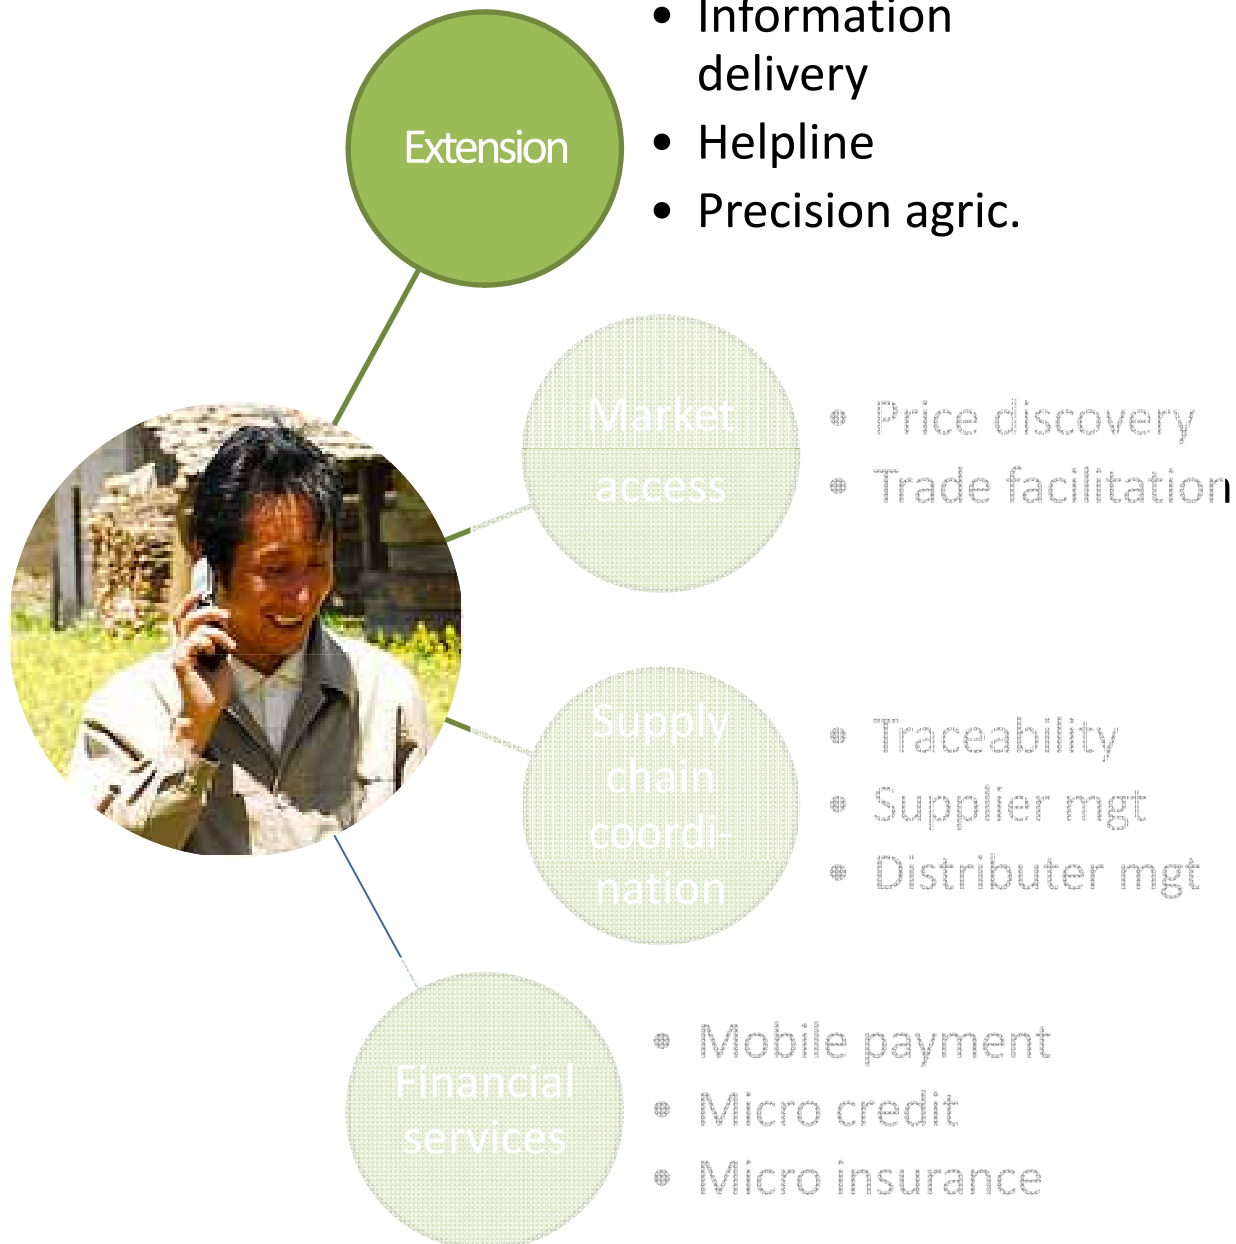 Extension
• Information
delivery
• Helpline
• Precision agric.
Market
access
• Price discovery
• Trade facilitation
Supply
chain
coordi-
nation
• Traceability
• Supplier mgt
• Distributer mgt
Financial
services
• Mobile payment
• Micro credit
• Micro insurance